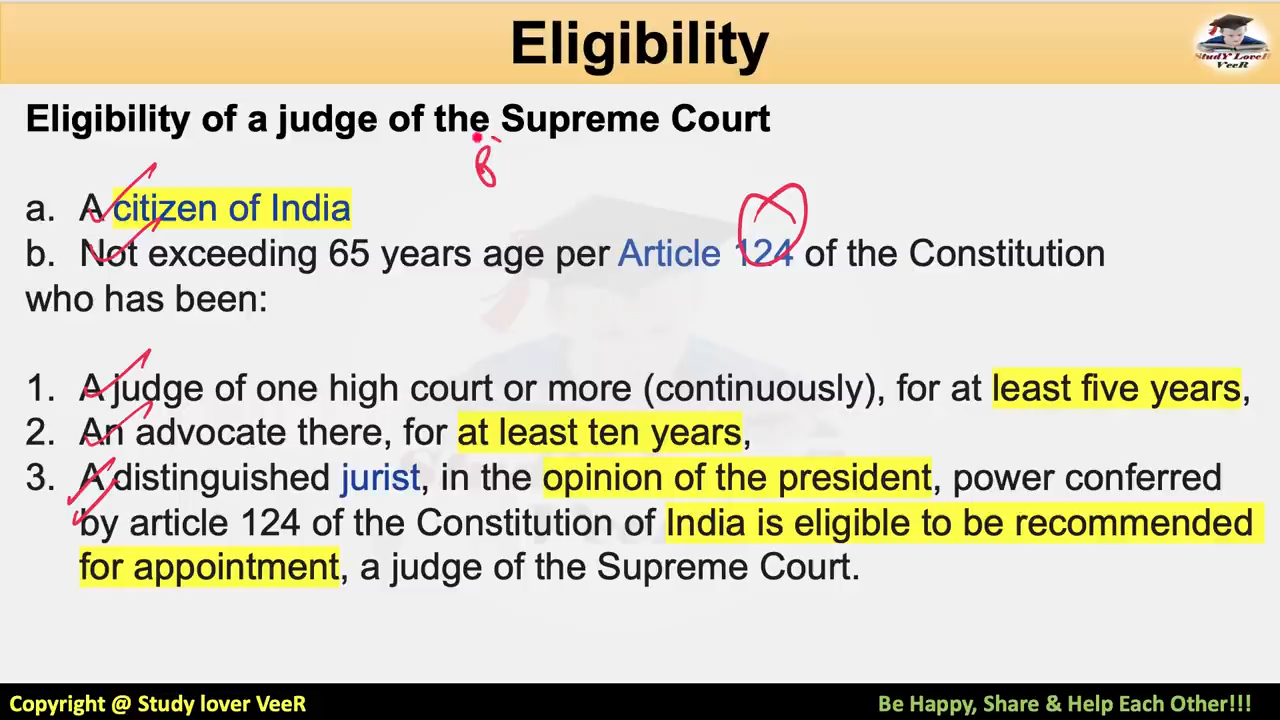 Eligibility
StudY LoveR
VeeR
Eligibility of a judge of the Supreme Court
a. A citizen of India
b. Not exceeding 65 years age per Article 124 of the Constitution
who has been:
1. A judge of one high court or more (continuously), for at least five years,
2. An advocate there, for at least ten years,
3. A distinguished jurist, in the opinion of the president, power conferred
by article 124 of the Constitution of India is eligible to be recommended
for appointment, a judge of the Supreme Court.
Copyright @ Study lover VeeR
Be Happy, Share & Help Each Other!!!